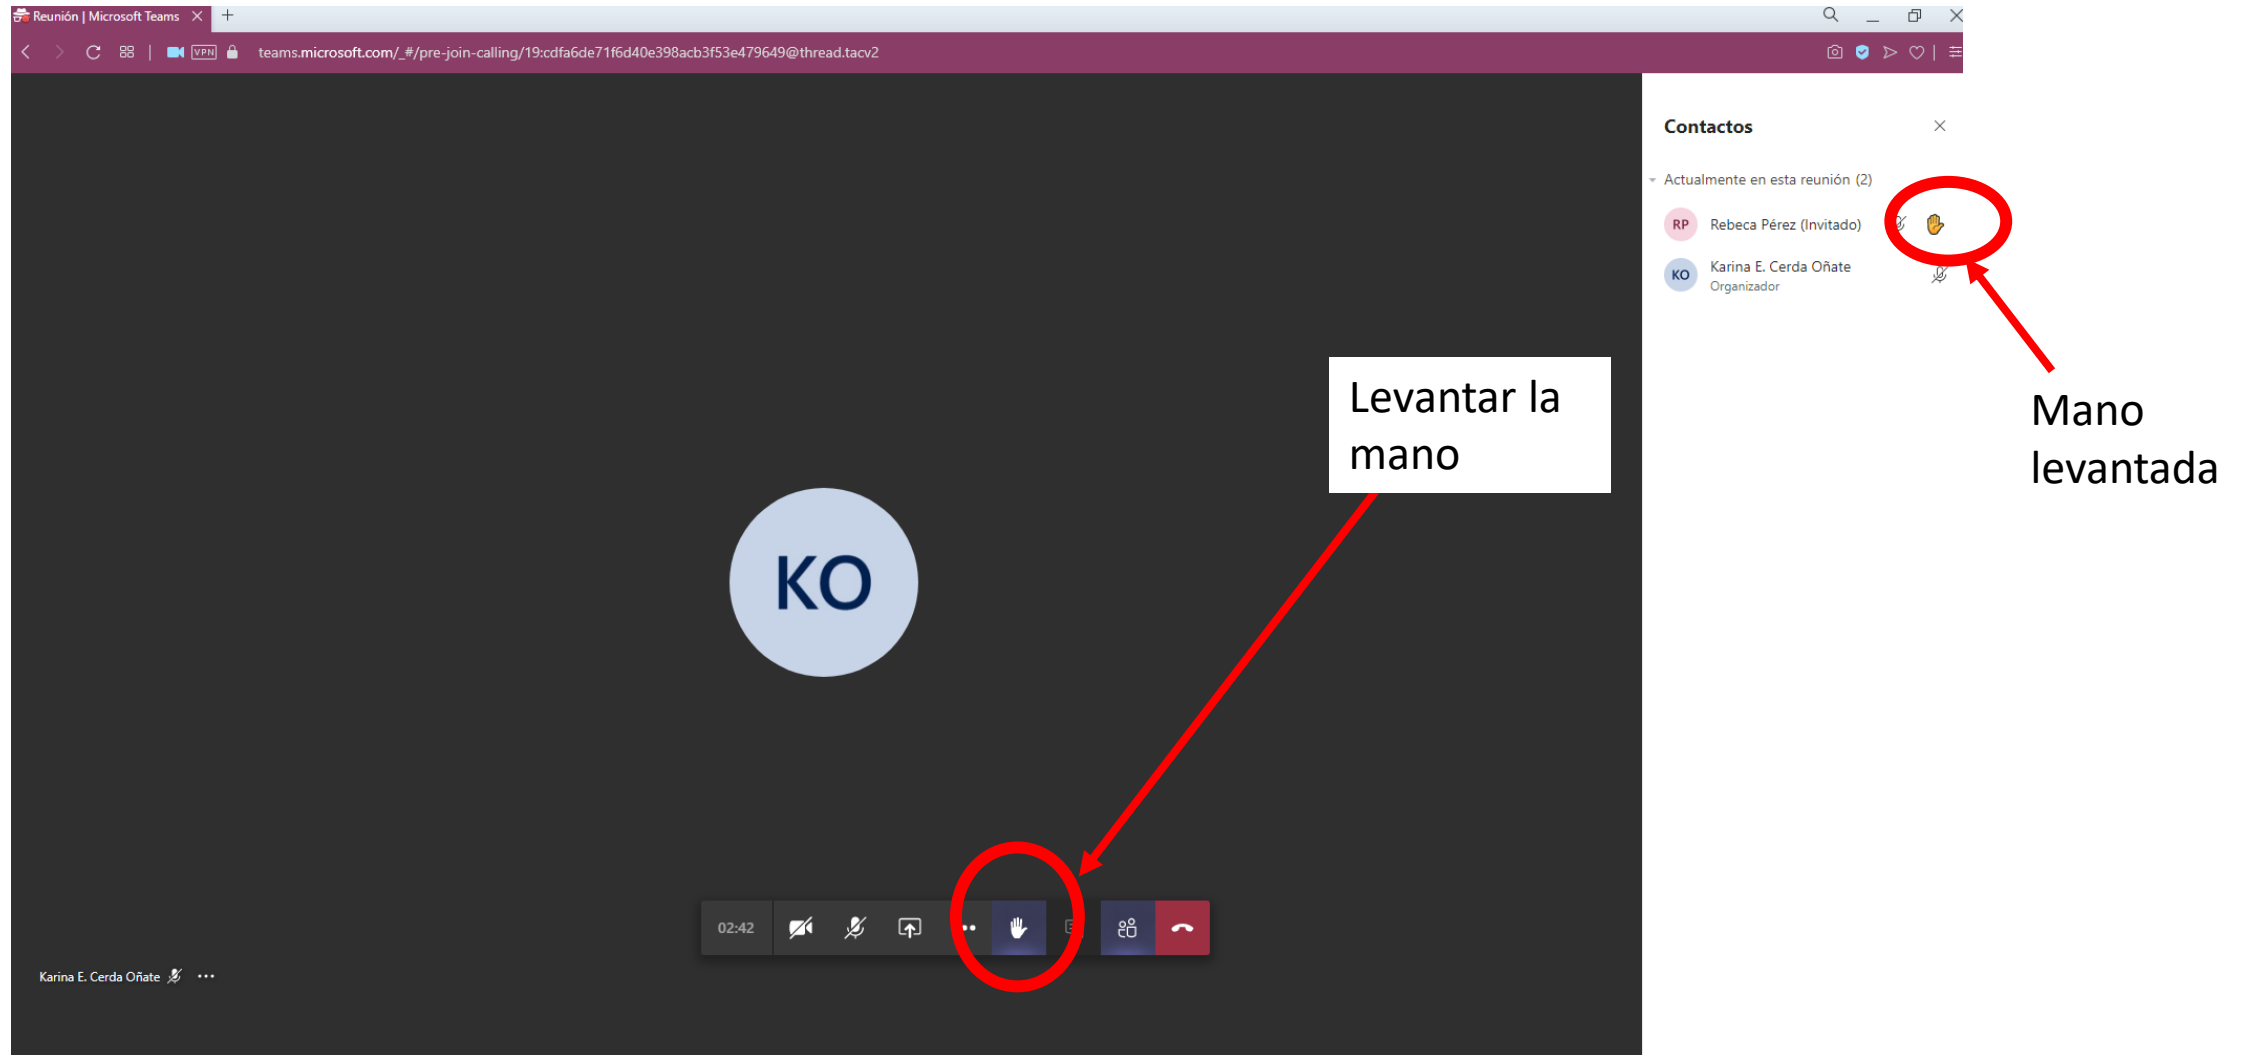 Reunión | Microsoft Teams
VPN
teams.microsoft.com/_#/pre-join-calling/19:cdfa6de71f6d40e398acb3f53e479649@thread.tacv2
Contactos
Actualmente en esta reunión (2)
RP Rebeca Pérez (Invitado)
KO Karina E. Cerda Oñate
Organizador
Levantar la
mano
Mano
levantada
KO
02:42
Karina E. Cerda Oñate